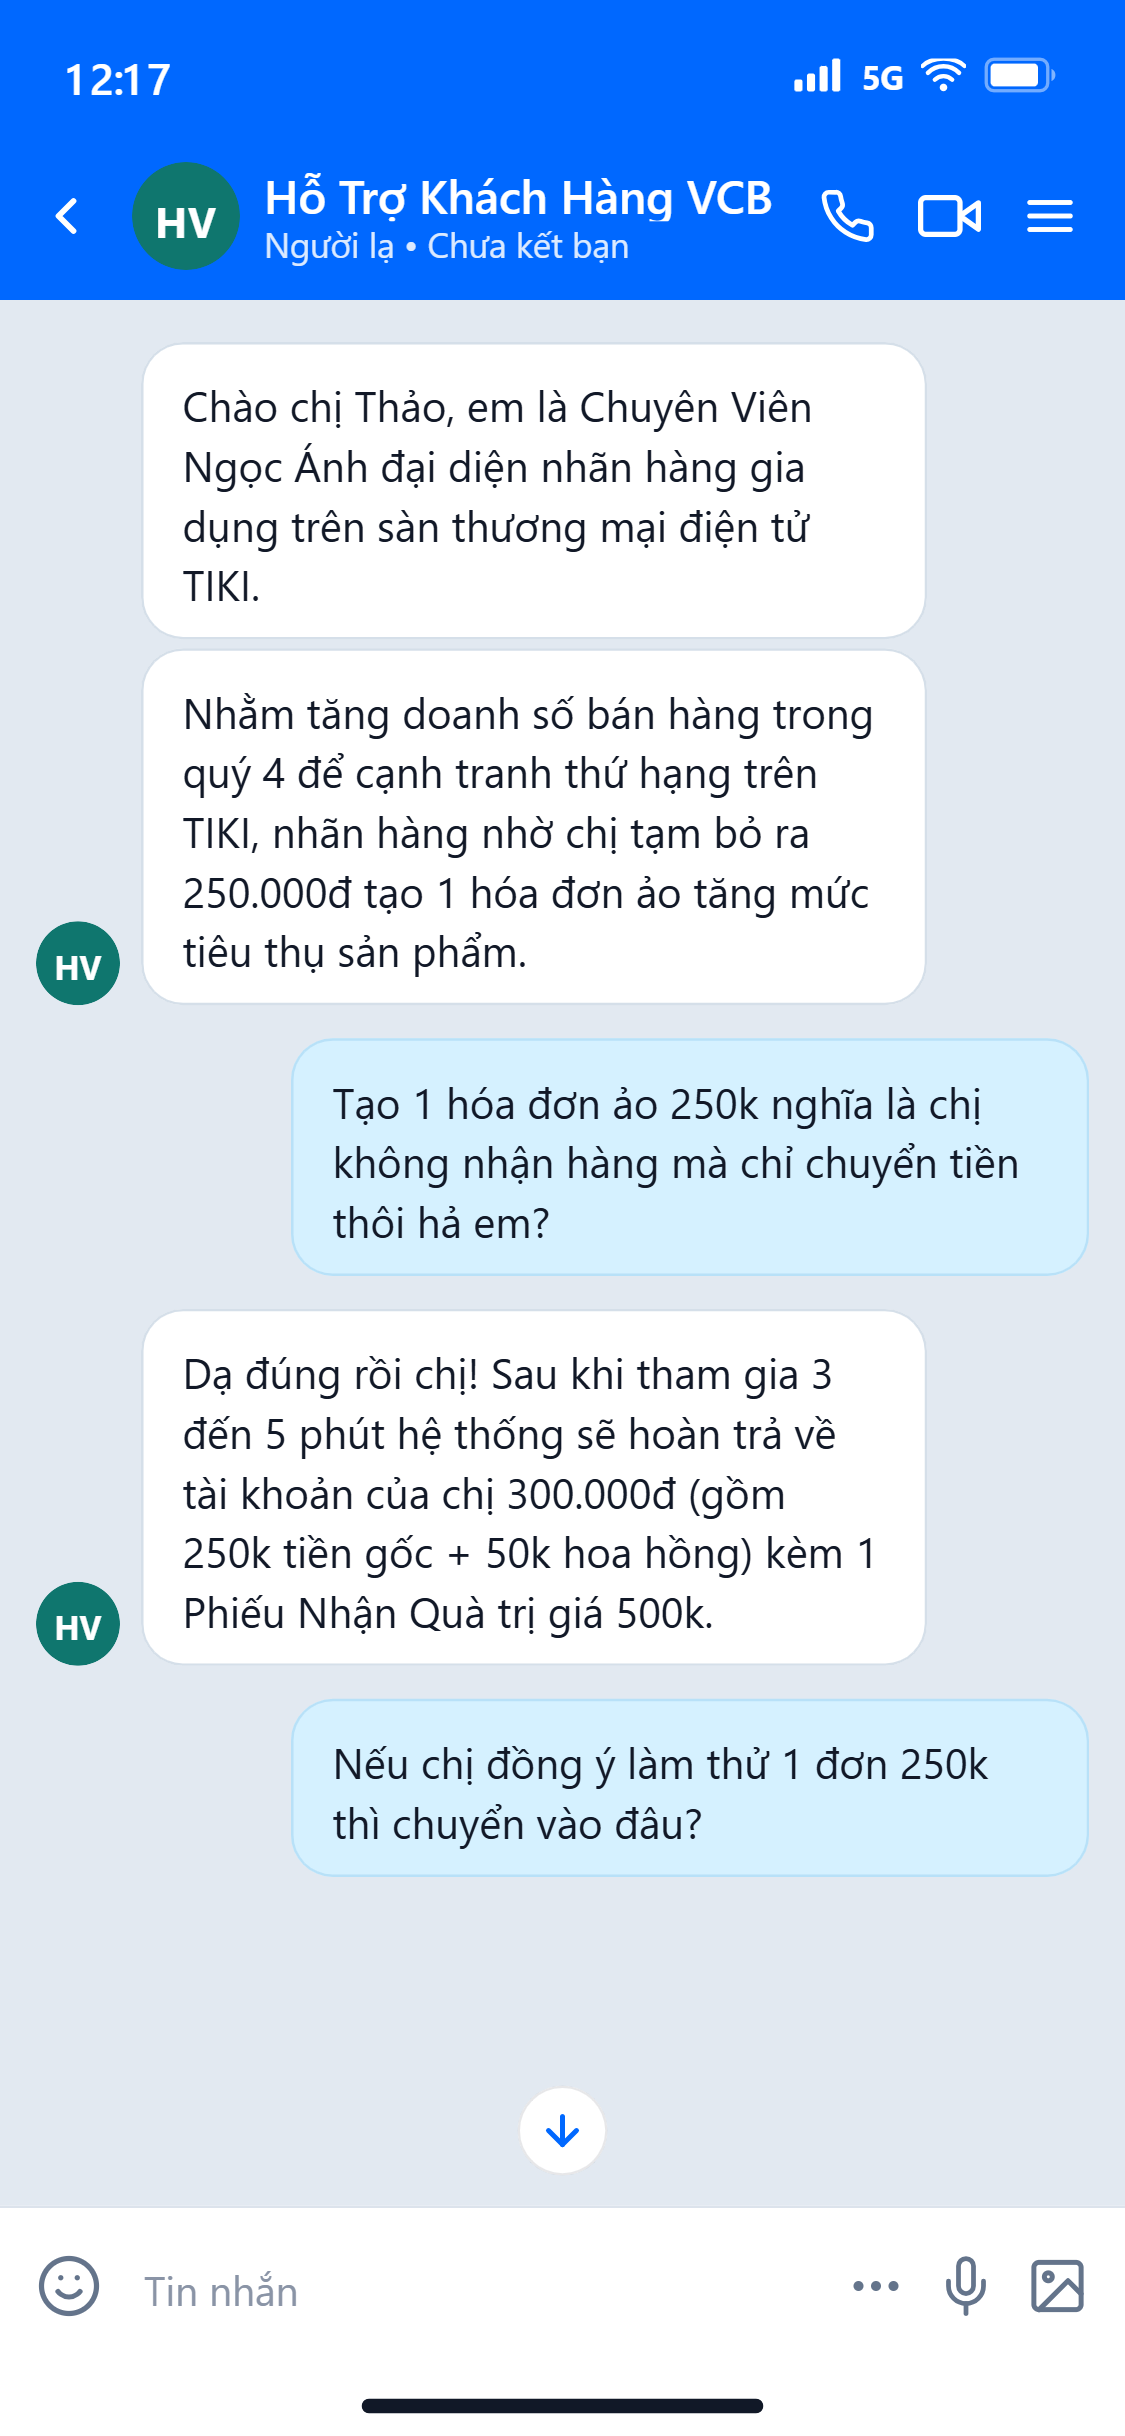 12:17
5G
HV
Hỗ Trợ Khách Hàng VCB
Người lạ • Chưa kết bạn
Chào chị Thảo, em là Chuyên Viên
Ngọc Ánh đại diện nhãn hàng gia
dụng trên sàn thương mại điện tử
TIKI.
Nhằm tăng doanh số bán hàng trong
quý 4 để cạnh tranh thứ hạng trên
TIKI, nhãn hàng nhờ chị tạm bỏ ra
250.000đ tạo 1 hóa đơn ảo tăng mức
tiêu thụ sản phẩm.
HV
Tạo 1 hóa đơn ảo 250k nghĩa là chị
không nhận hàng mà chỉ chuyển tiền
thôi hả em?
Dạ đúng rồi chị! Sau khi tham gia 3
đến 5 phút hệ thống sẽ hoàn trả về
tài khoản của chị 300.000đ (gồm
250k tiền gốc + 50k hoa hồng) kèm 1
Phiếu Nhận Quà trị giá 500k.
HV
Nếu chị đồng ý làm thử 1 đơn 250k
thì chuyển vào đâu?
Tin nhắn